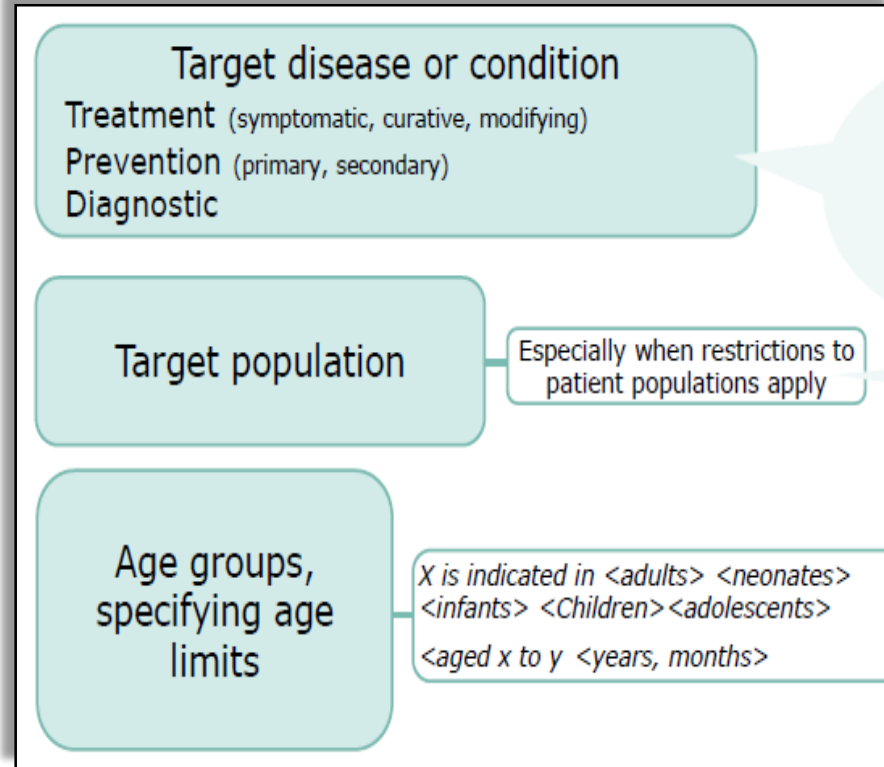 Target disease or condition
Treatment (symptomatic, curative, modifying)
Prevention (primary, secondary)
Diagnostic
Target population
Especially when restrictions to
patient populations apply
Age groups,
specifying age
limits
X is indicated in <adults> <neonates>
<infants> <Children><adolescents>
<aged x to y <years, months>